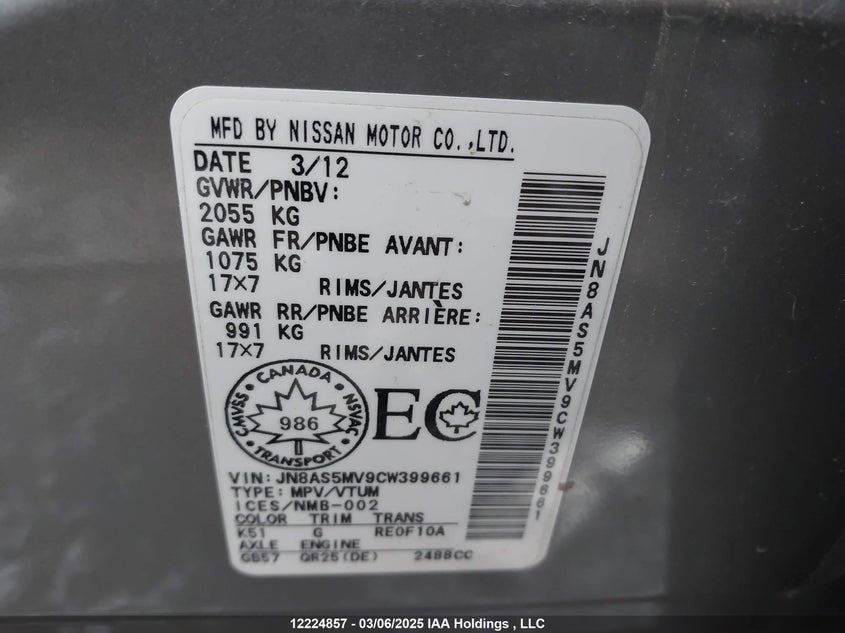 MFD BY NISSAN MOTOR CO.,LTD.
DATE 3/12
GVWR/PNBV:
2055 KG
GAWR FR/PNBE AVANT:
1075 KG
17×7 RIMS/JANTES
GAWR RR/PNBE ARRIÈRE:
991 KG
17×7 RIMS/JANTES
CANADA
CMVSS 986 NSVAC
TRANSPORT
EC
VIN: JN8AS5MV9CW399661
TYPE: MPV/VTUM
ICES/NMB-002
COLOR TRIM TRANS
K51 G RE0F10A
AXLE ENGINE
GB57 QR25(DE) 2488CC
JN8AS5MV9CW399661
12224857 - 03/06/2025 IAA Holdings , LLC